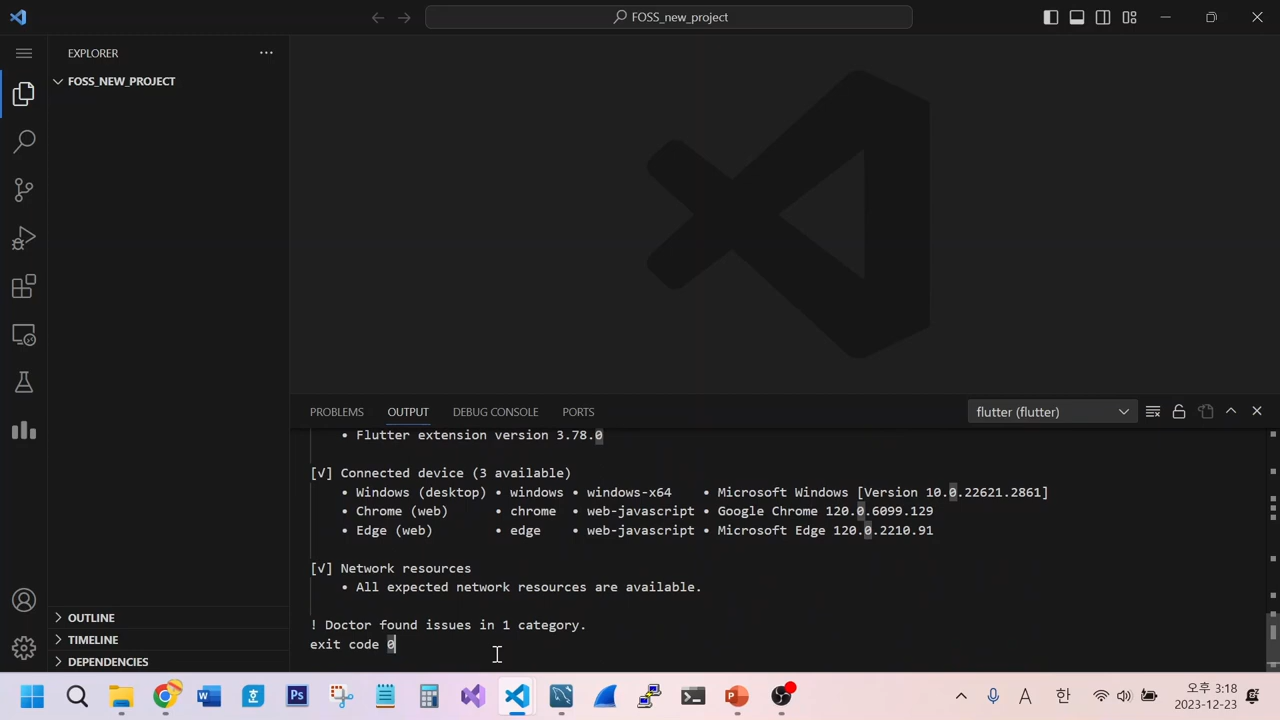 FOSS_new_project
EXPLORER
FOSS_NEW_PROJECT
PROBLEMS OUTPUT DEBUG CONSOLE PORTS
flutter (flutter)
• Flutter extension version 3.78.0
[√] Connected device (3 available)
• Windows (desktop) • windows • windows-x64 • Microsoft Windows [Version 10.0.22621.2861]
• Chrome (web) • chrome • web-javascript • Google Chrome 120.0.6099.129
• Edge (web) • edge • web-javascript • Microsoft Edge 120.0.2210.91
[√] Network resources
• All expected network resources are available.
! Doctor found issues in 1 category.
exit code 0
OUTLINE
TIMELINE
DEPENDENCIES
W
Ps
P
A
한
오후 3:18
2023-12-23